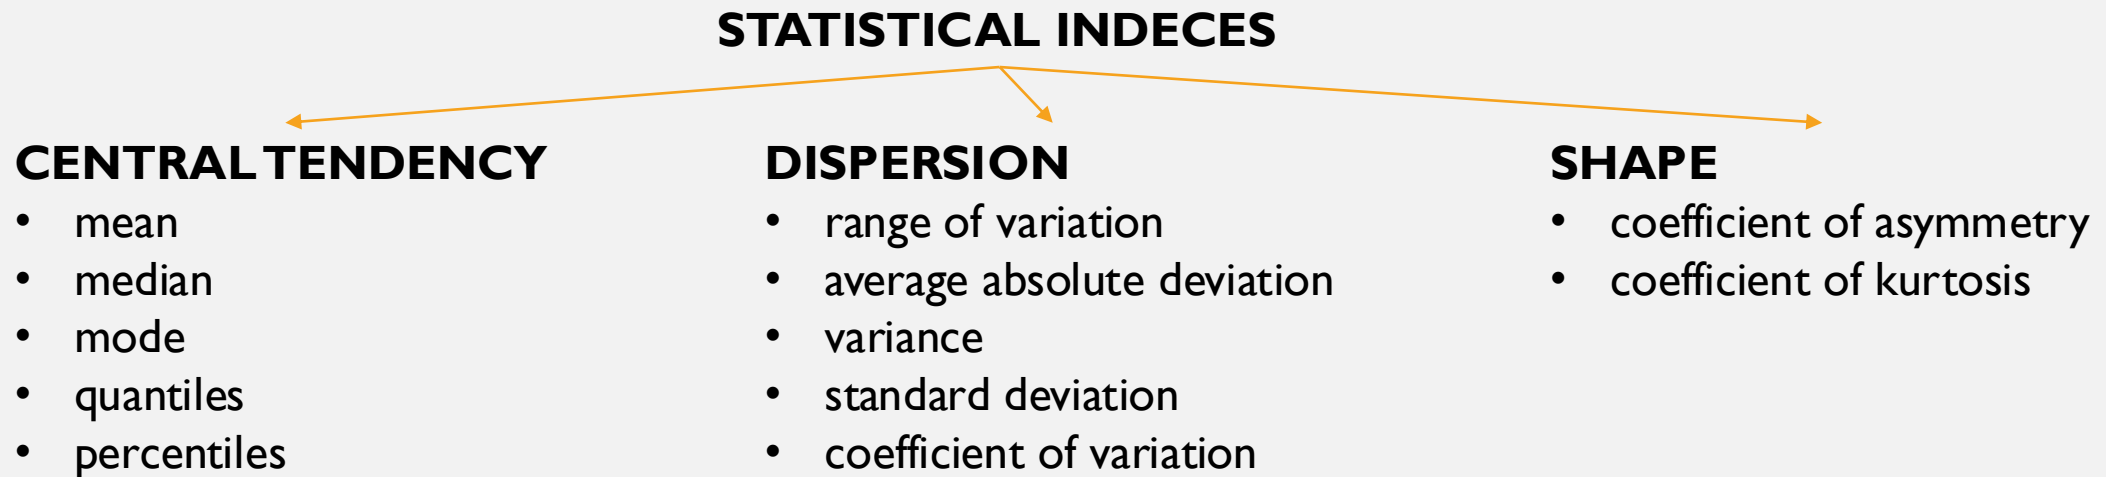 STATISTICAL INDECES
CENTRAL TENDENCY
• mean
• median
• mode
• quantiles
• percentiles
DISPERSION
• range of variation
• average absolute deviation
• variance
• standard deviation
• coefficient of variation
SHAPE
• coefficient of asymmetry
• coefficient of kurtosis